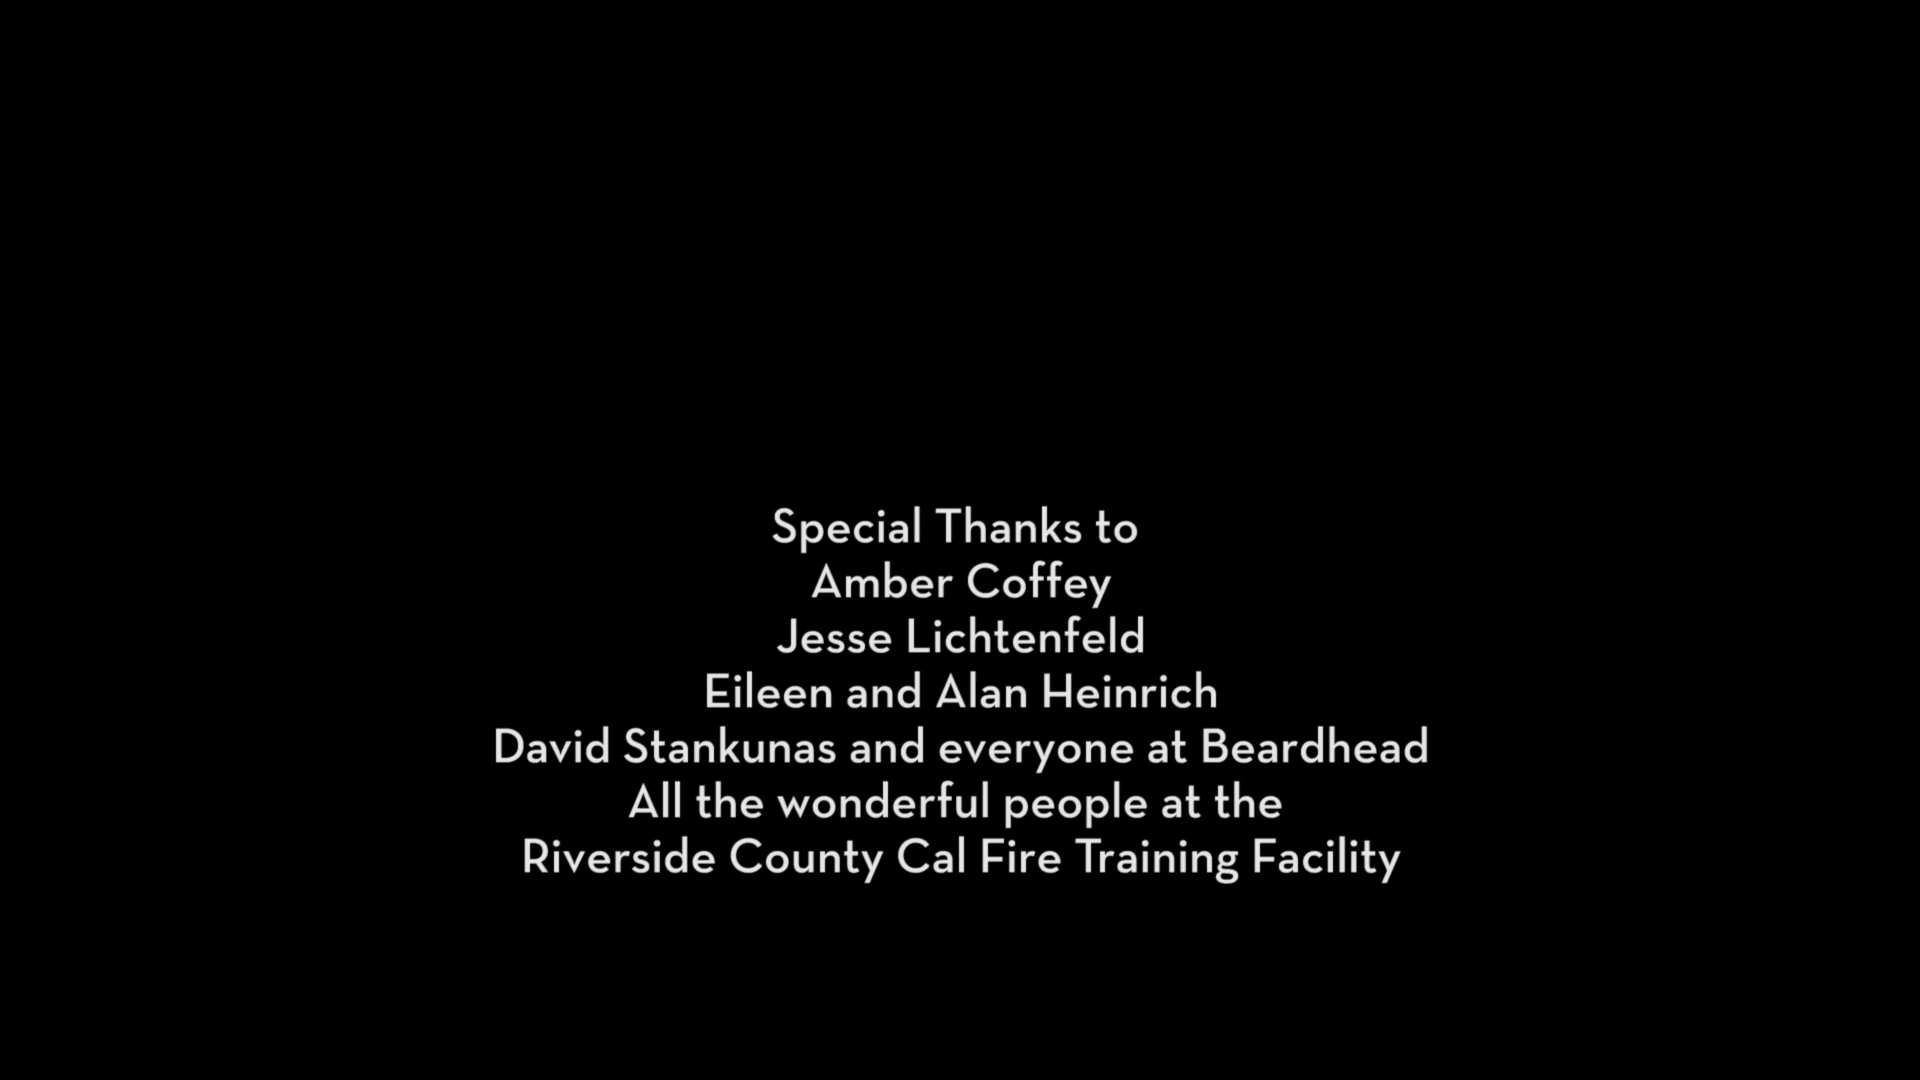 Special Thanks to
Amber Coffey
Jesse Lichtenfeld
Eileen and Alan Heinrich
David Stankunas and everyone at Beardhead
All the wonderful people at the
Riverside County Cal Fire Training Facility